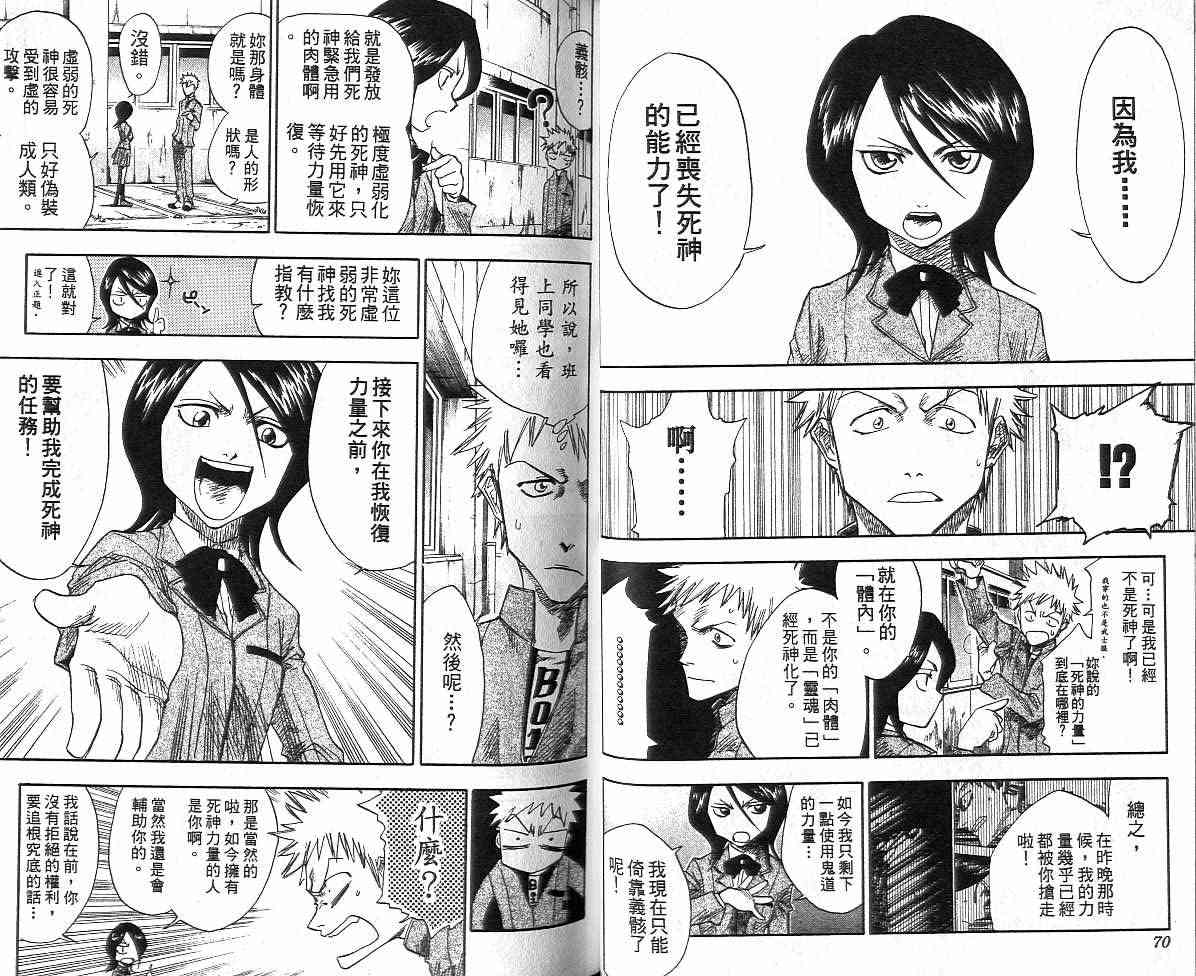 因為我……
已經喪失死神
的能力了！
!?
啊……
可…可是我已經
不是死神了啊！
我穿的也不是武士服．
妳說的
「死神的力量」
到底在哪裡？
就在你的
「體內」。
不是你的「肉體」
，而是「靈魂」已
經死神化了。
…………
總之，
在昨晚那時
候，我的力
量幾乎已經
都被你搶走
啦！
如今我只剩下
一點使用鬼道
的力量…
我現在只能
倚靠義骸了
呢！
70
義骸…？
?
就是發放
給我們死
神緊急用
的肉體啊
。
極度虛弱化
的死神，只
好先用它來
等待力量恢
復。
妳那身體
就是嗎？
是人的形
狀嗎？
沒錯。
虛弱的死
神很容易
受到虛的
攻擊。
只好偽裝
成人類。
所以說，班
上同學也看
得見她囉…
然後呢…？
妳這位
非常虛
弱的死
神找我
有什麼
指教？
這就對
了！
進入正題．
接下來你在我恢復
力量之前，
要幫助我完成死神
的任務！
什麼？
那是當然的
啦，如今擁有
死神力量的人
是你啊。
當然我還是會
輔助你的。
我話說在前，你
沒有拒絕的權利，
要追根究底的話…